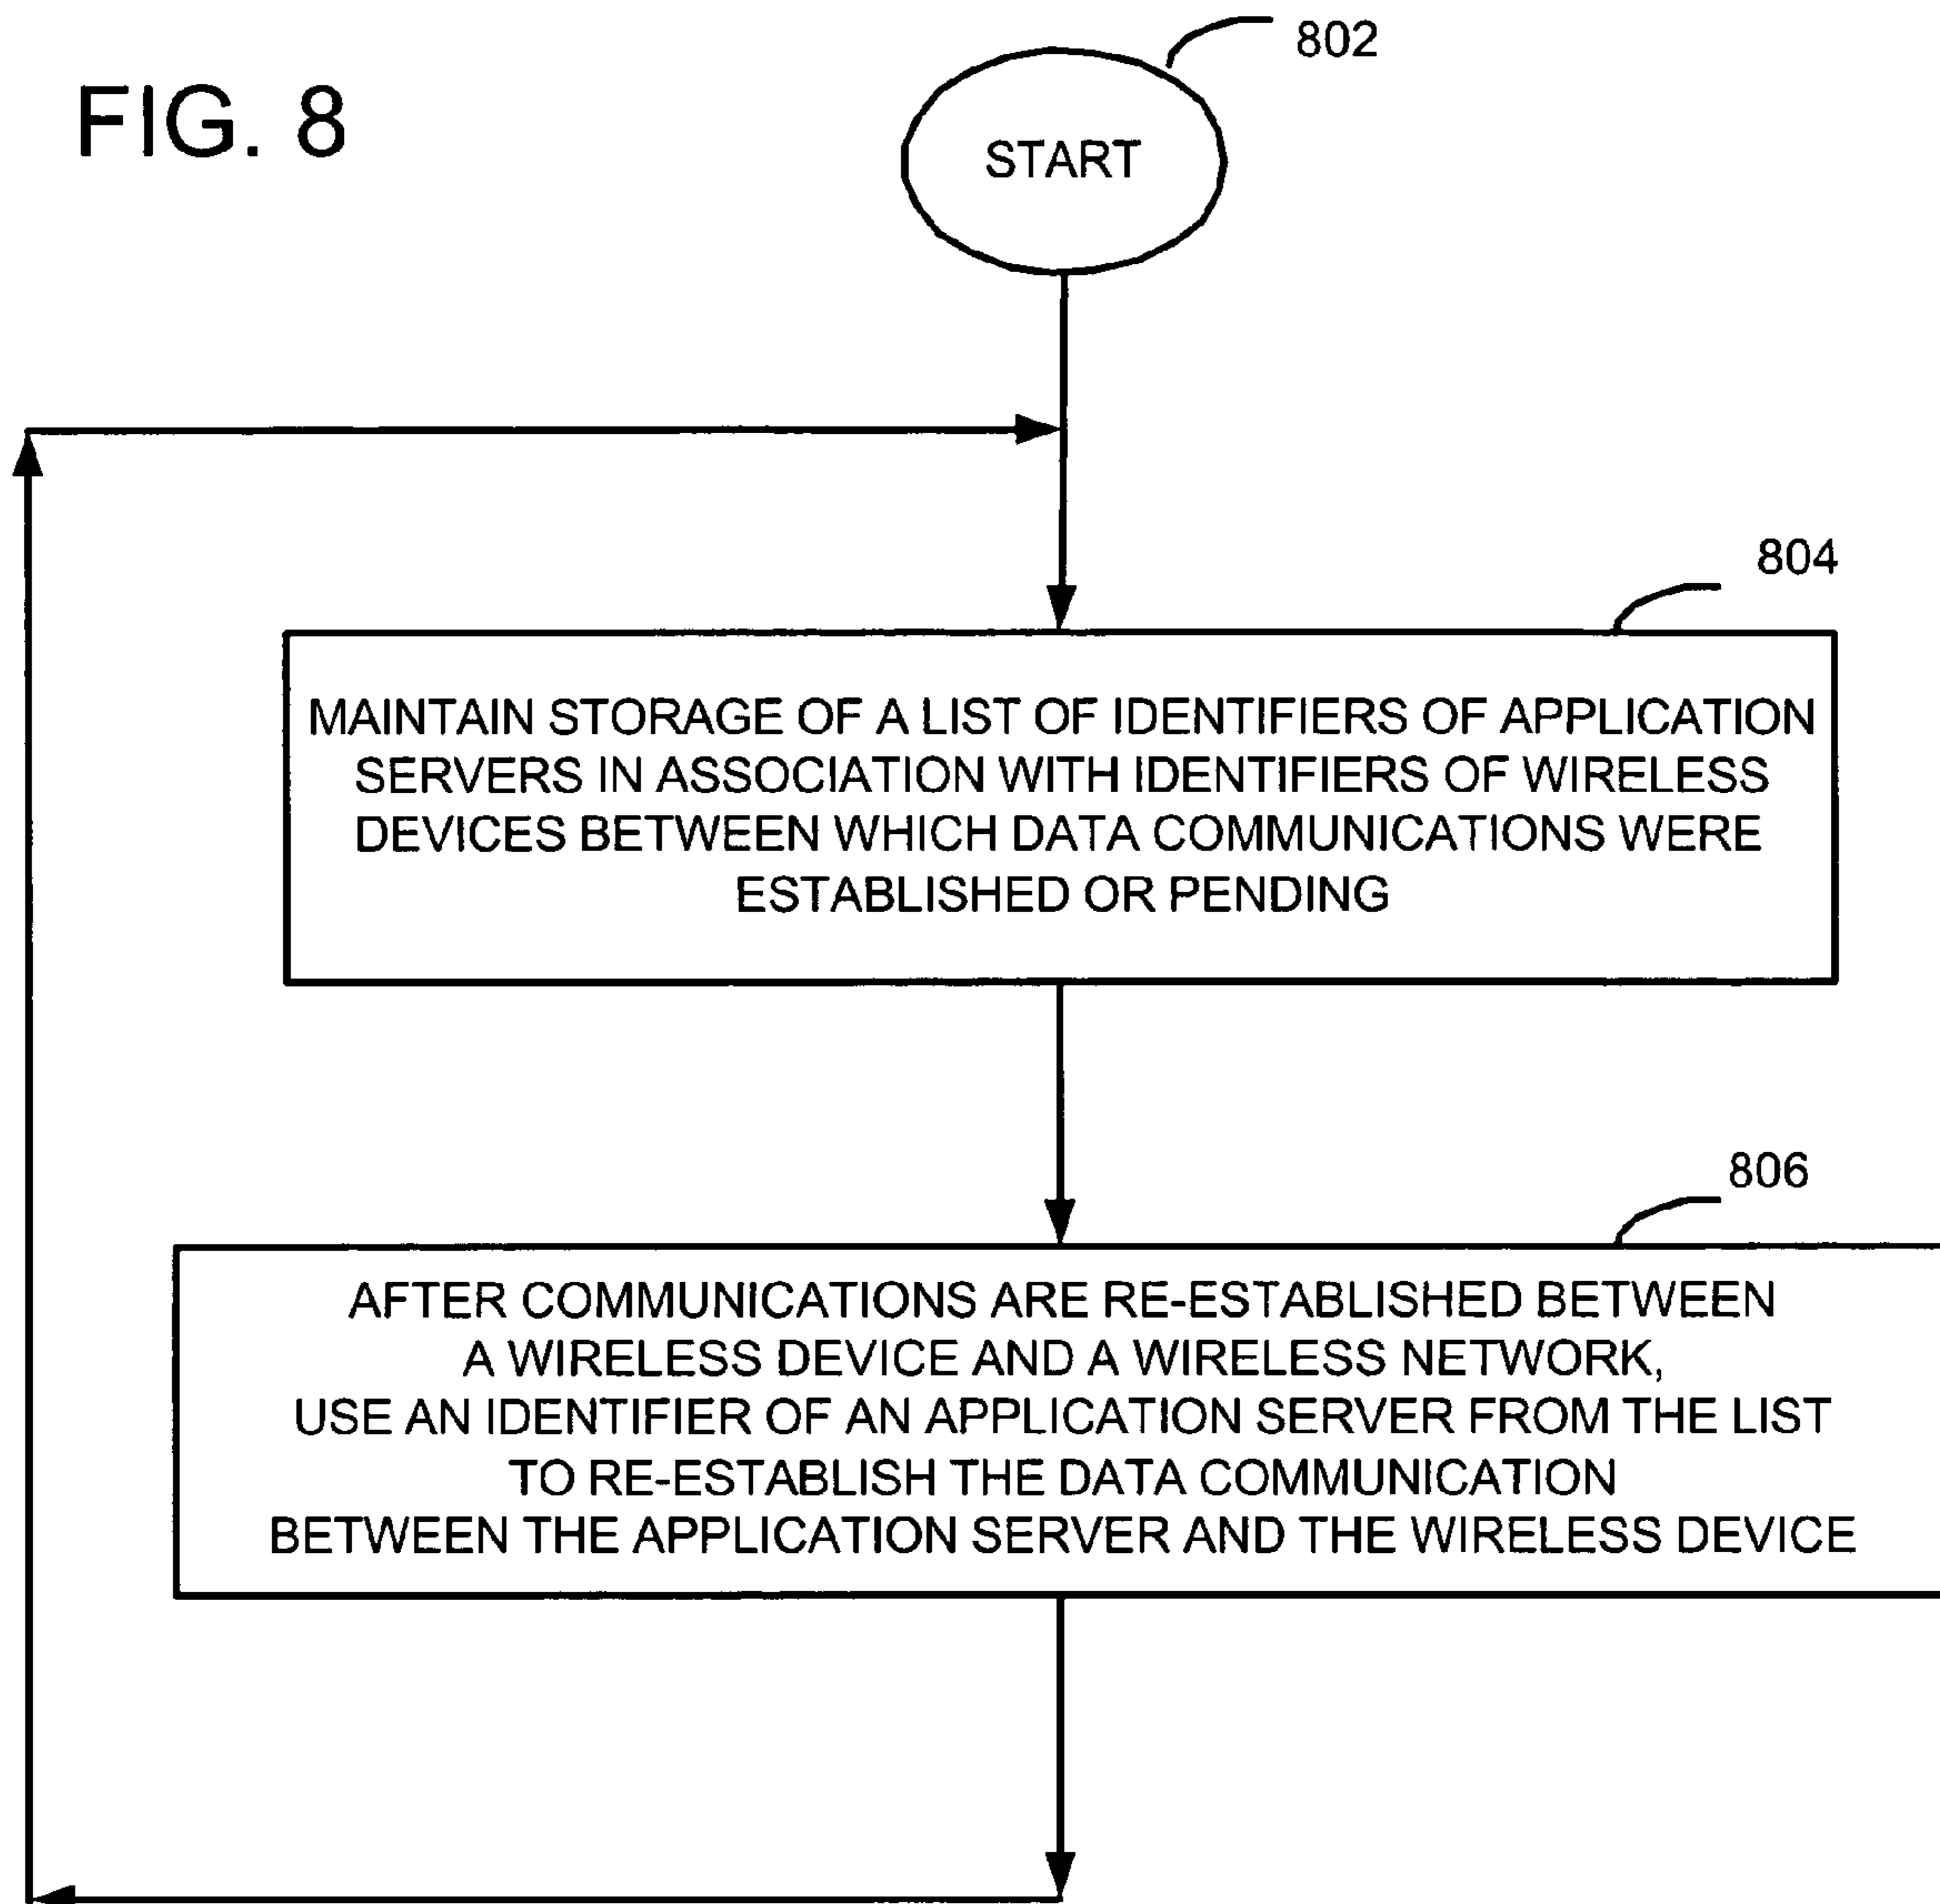 FIG. 8
802
START
804
MAINTAIN STORAGE OF A LIST OF IDENTIFIERS OF APPLICATION
SERVERS IN ASSOCIATION WITH IDENTIFIERS OF WIRELESS
DEVICES BETWEEN WHICH DATA COMMUNICATIONS WERE
ESTABLISHED OR PENDING
806
AFTER COMMUNICATIONS ARE RE-ESTABLISHED BETWEEN
A WIRELESS DEVICE AND A WIRELESS NETWORK,
USE AN IDENTIFIER OF AN APPLICATION SERVER FROM THE LIST
TO RE-ESTABLISH THE DATA COMMUNICATION
BETWEEN THE APPLICATION SERVER AND THE WIRELESS DEVICE